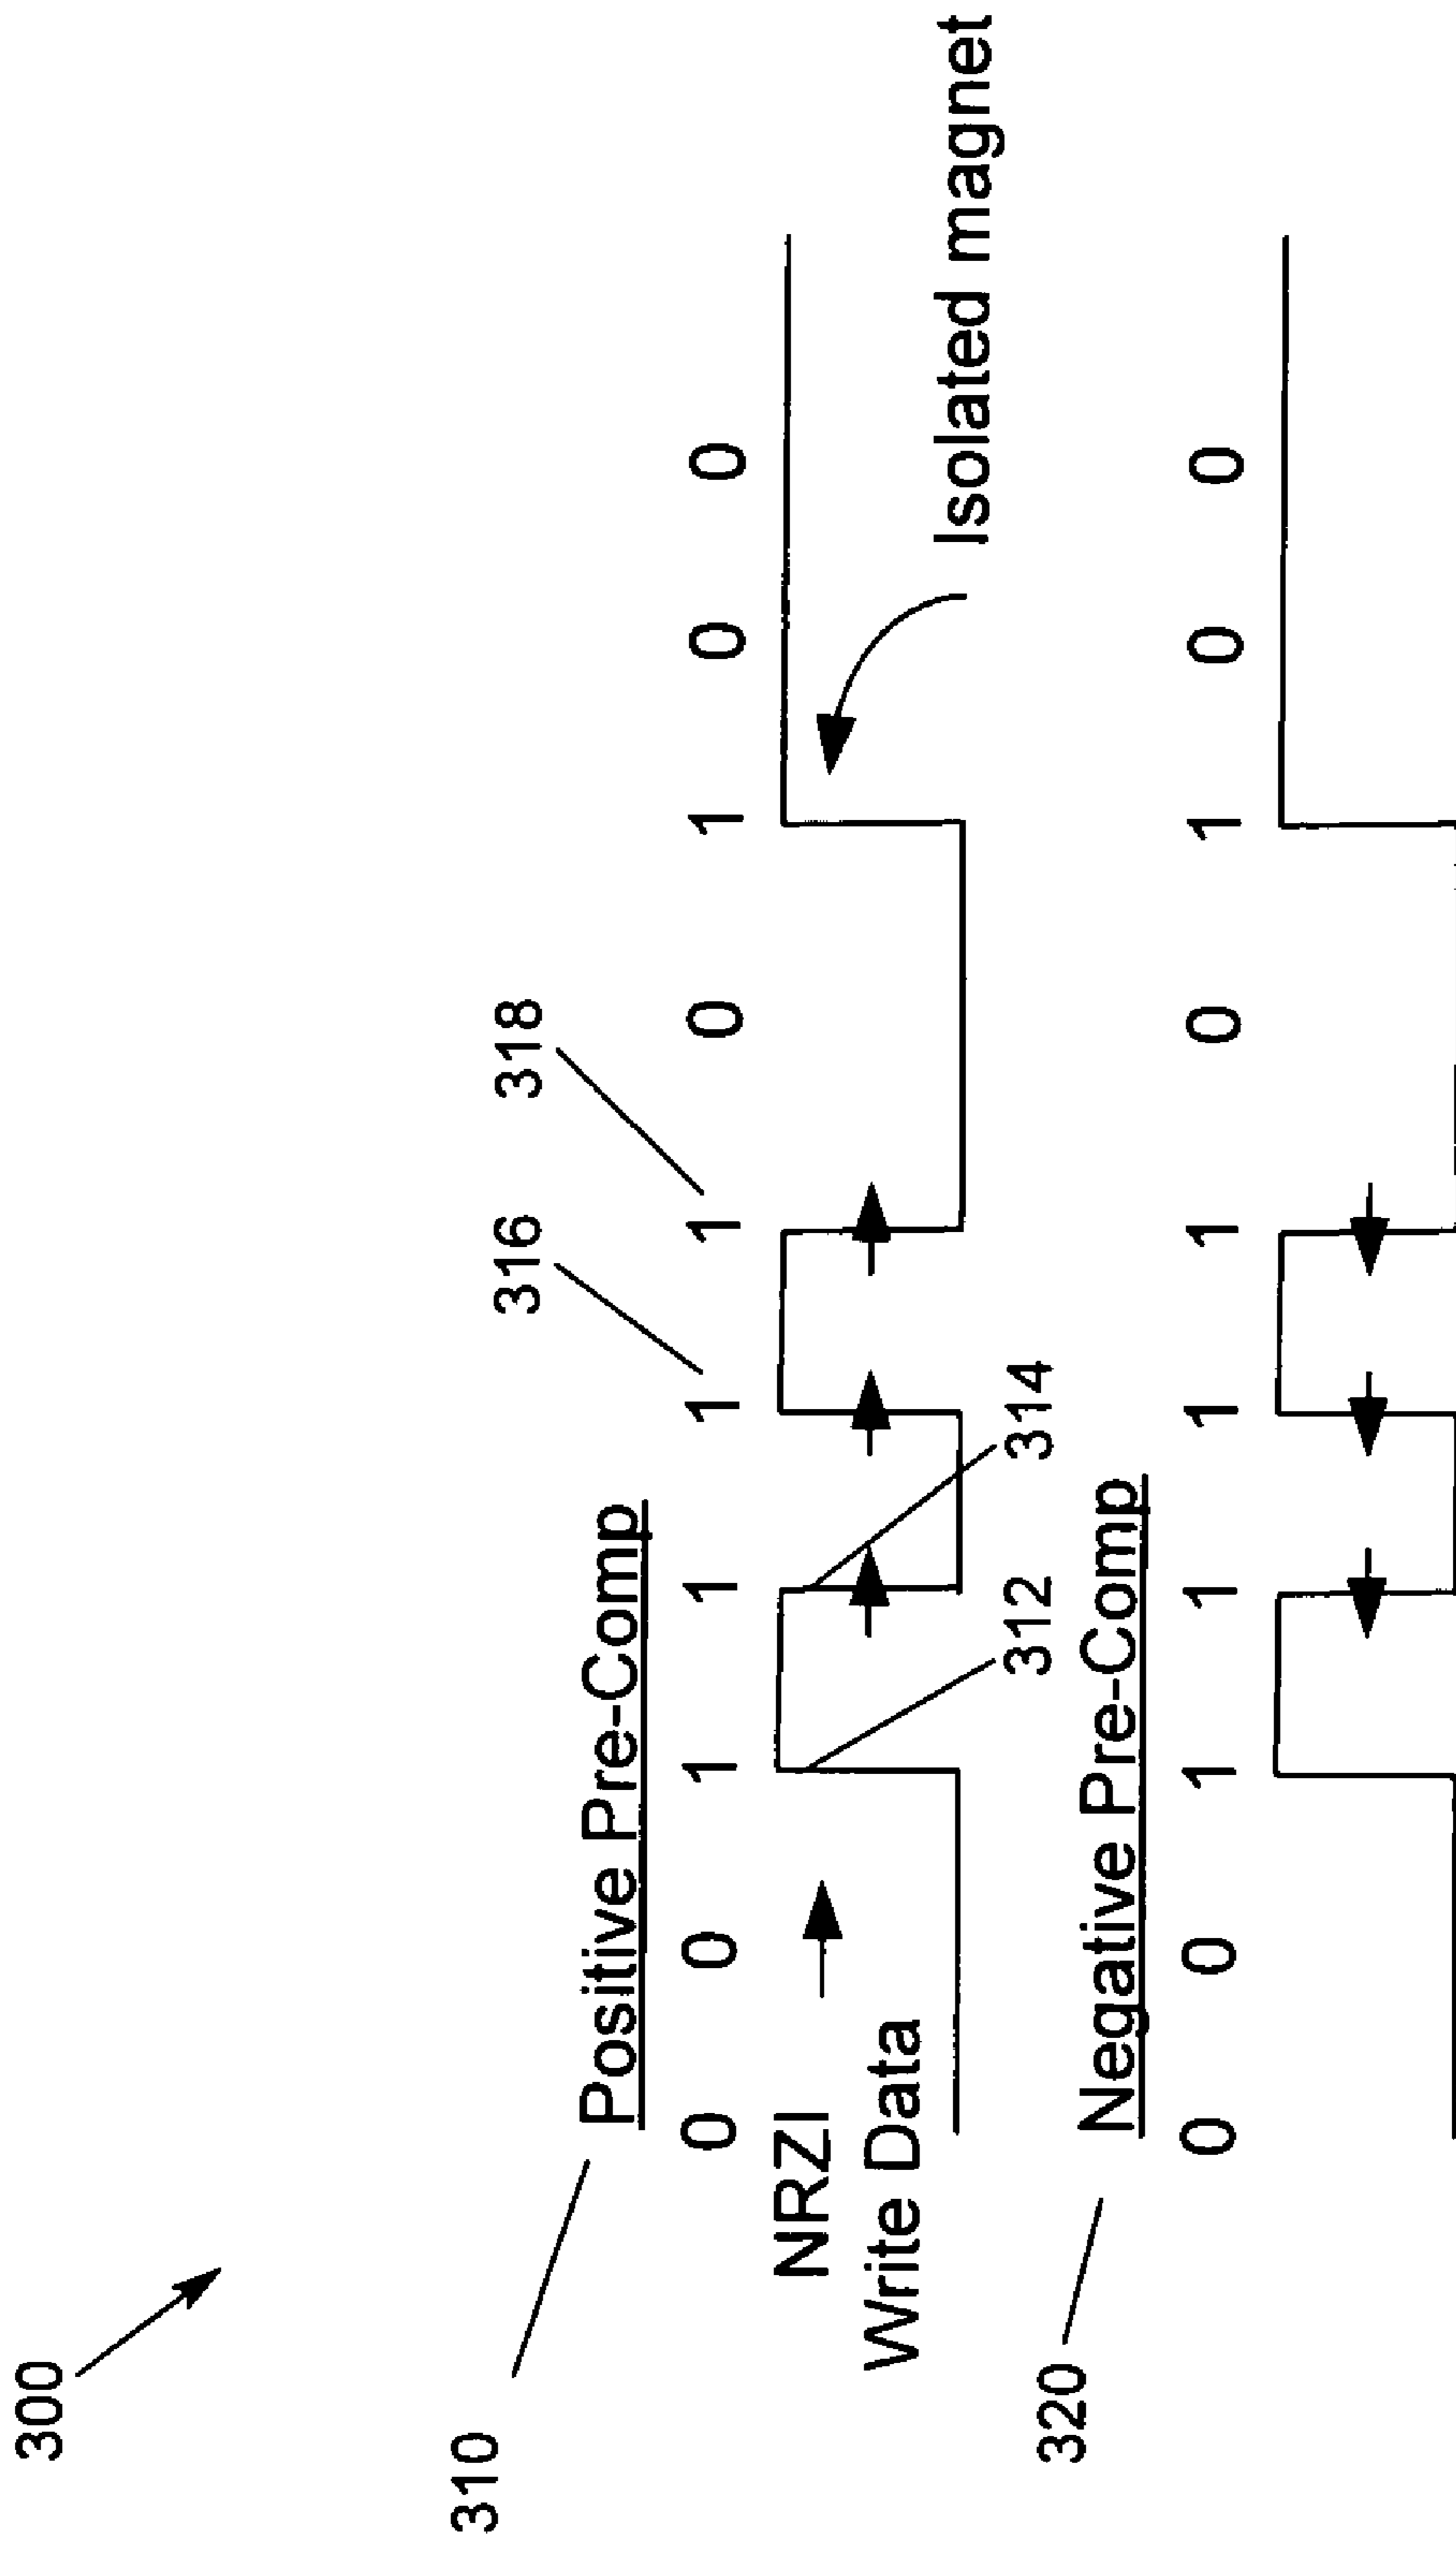 300
310
Positive Pre-Comp
316
318
0 0 1 1 1 1 0 1 0 0
NRZI
Write Data
312
314
Isolated magnet
320
Negative Pre-Comp
0 0 1 1 1 1 0 1 0 0